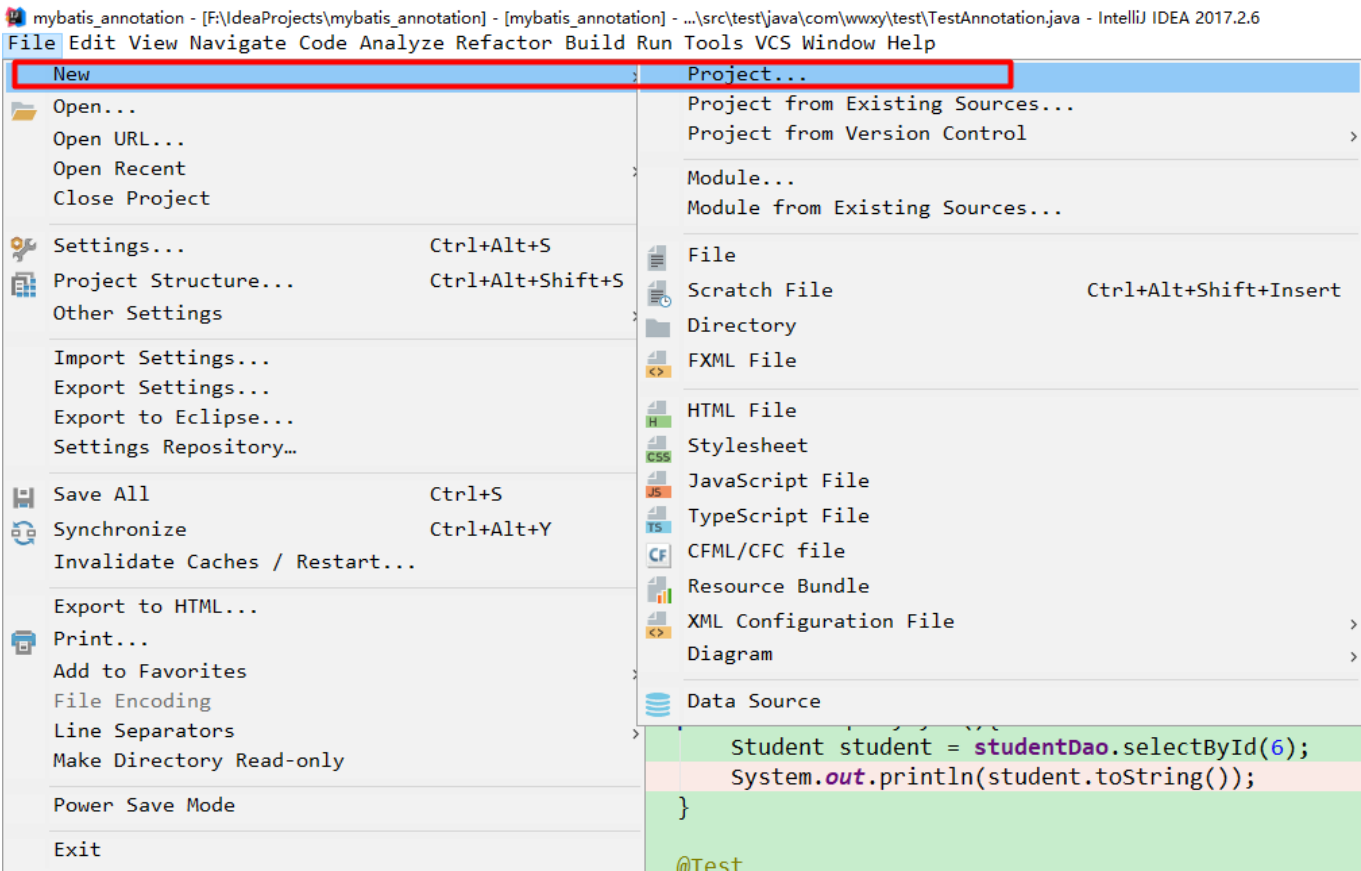 mybatis_annotation - [F:\IdeaProjects\mybatis_annotation] - [mybatis_annotation] - ...\src\test\java\com\wwxy\test\TestAnnotation.java - IntelliJ IDEA 2017.2.6
File Edit View Navigate Code Analyze Refactor Build Run Tools VCS Window Help
New
Open...
Open URL...
Open Recent
Close Project
Settings... Ctrl+Alt+S
Project Structure... Ctrl+Alt+Shift+S
Other Settings
Import Settings...
Export Settings...
Export to Eclipse...
Settings Repository…
Save All Ctrl+S
Synchronize Ctrl+Alt+Y
Invalidate Caches / Restart...
Export to HTML...
Print...
Add to Favorites
File Encoding
Line Separators
Make Directory Read-only
Power Save Mode
Exit
Project...
Project from Existing Sources...
Project from Version Control
Module...
Module from Existing Sources...
File
Scratch File Ctrl+Alt+Shift+Insert
Directory
FXML File
<>
H HTML File
CSS Stylesheet
JS JavaScript File
TS TypeScript File
CF CFML/CFC file
Resource Bundle
XML Configuration File
<>
Diagram
Data Source
Student student = studentDao.selectById(6);
System.out.println(student.toString());
}
@Test